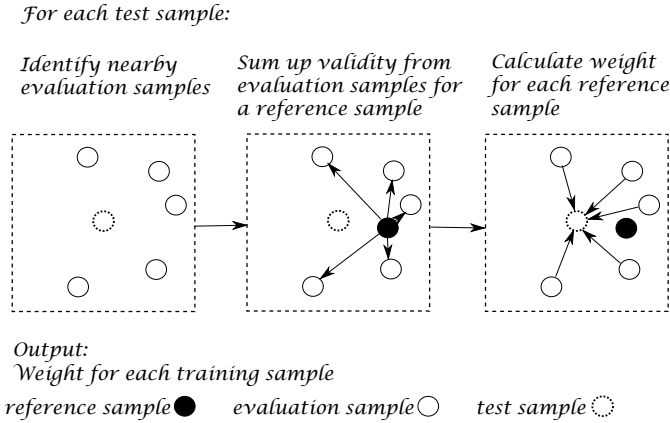 For each test sample:
Identify nearby
evaluation samples
Sum up validity from
evaluation samples for
a reference sample
Calculate weight
for each reference
sample
Output:
Weight for each training sample
reference sample
evaluation sample
test sample